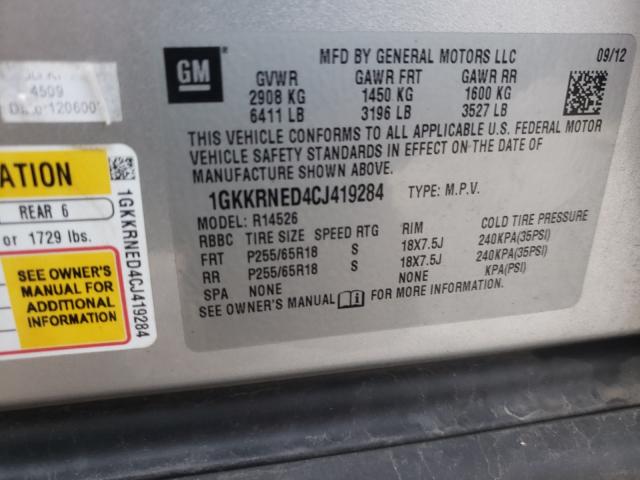 GM
MFD BY GENERAL MOTORS LLC 09/12
GVWR GAWR FRT GAWR RR
2908 KG 1450 KG 1600 KG
6411 LB 3196 LB 3527 LB
THIS VEHICLE CONFORMS TO ALL APPLICABLE U.S. FEDERAL MOTOR
VEHICLE SAFETY STANDARDS IN EFFECT ON THE DATE OF
MANUFACTURE SHOWN ABOVE.
1GKKRNED4CJ419284 TYPE: M.P.V.
MODEL: R14526
RBBC TIRE SIZE SPEED RTG RIM COLD TIRE PRESSURE
FRT P255/65R18 S 18X7.5J 240KPA(35PSI)
RR P255/65R18 S 18X7.5J 240KPA(35PSI)
SPA NONE NONE KPA(PSI)
SEE OWNER'S MANUAL FOR MORE INFORMATION.
4509
ATION
REAR 6
or 1729 lbs.
SEE OWNER'S
MANUAL FOR
ADDITIONAL
INFORMATION
1GKKRNED4CJ419284